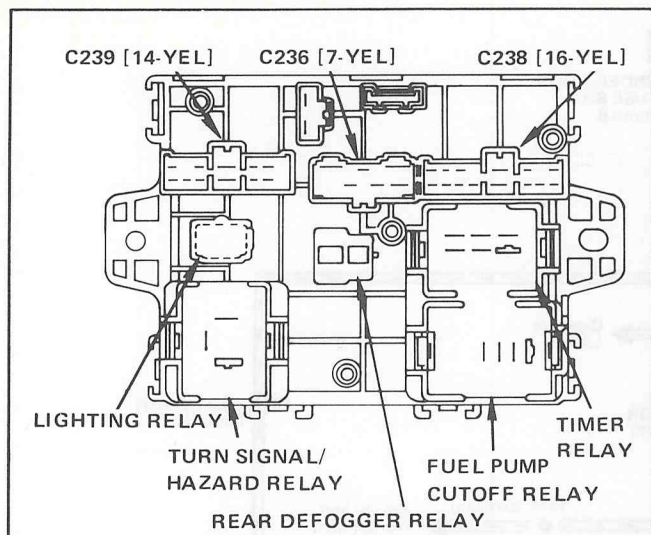 C239 [14-YEL]
C236 [7-YEL]
C238 [16-YEL]
LIGHTING RELAY
TURN SIGNAL/
HAZARD RELAY
REAR DEFOGGER RELAY
FUEL PUMP
CUTOFF RELAY
TIMER
RELAY